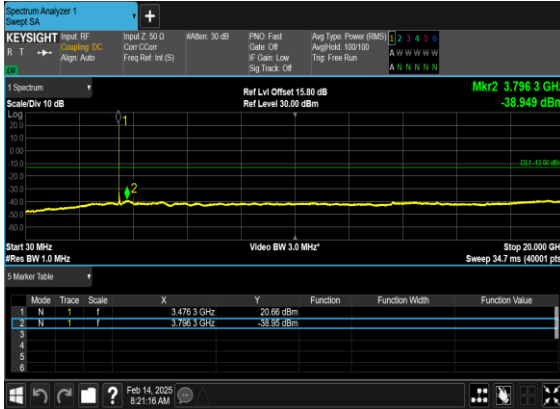 Spectrum Analyzer 1
Swept SA
+
KEYSIGHT Input: RF Input Z: 50 Ω #Atten: 30 dB PNO: Fast Avg Type: Power (RMS) 1 2 3 4 5 6
R T Coupling: DC Corr CCorr Gate: Off Avg|Hold: 100/100 A W W W W W
Align: Auto Freq Ref: Int (S) IF Gain: Low Trig: Free Run
Sig Track: Off A N N N N N
1 Spectrum
Scale/Div 10 dB
Ref Lvl Offset 15.80 dB
Ref Level 30.00 dBm
Mkr2 3.796 3 GHz
-38.949 dBm
Log
20.0
10.0
0.00
-10.0
-20.0
-30.0
-40.0
-50.0
-60.0
1
2
DL1 -13.00 dBm
Start 30 MHz Video BW 3.0 MHz* Stop 20.000 GHz
#Res BW 1.0 MHz Sweep 34.7 ms (40001 pts)
5 Marker Table
Mode Trace Scale X Y Function Function Width Function Value
1 N 1 f 3.476 3 GHz 20.66 dBm
2 N 1 f 3.796 3 GHz -38.95 dBm
3
4
5
6
? Feb 14, 2025
8:21:16 AM